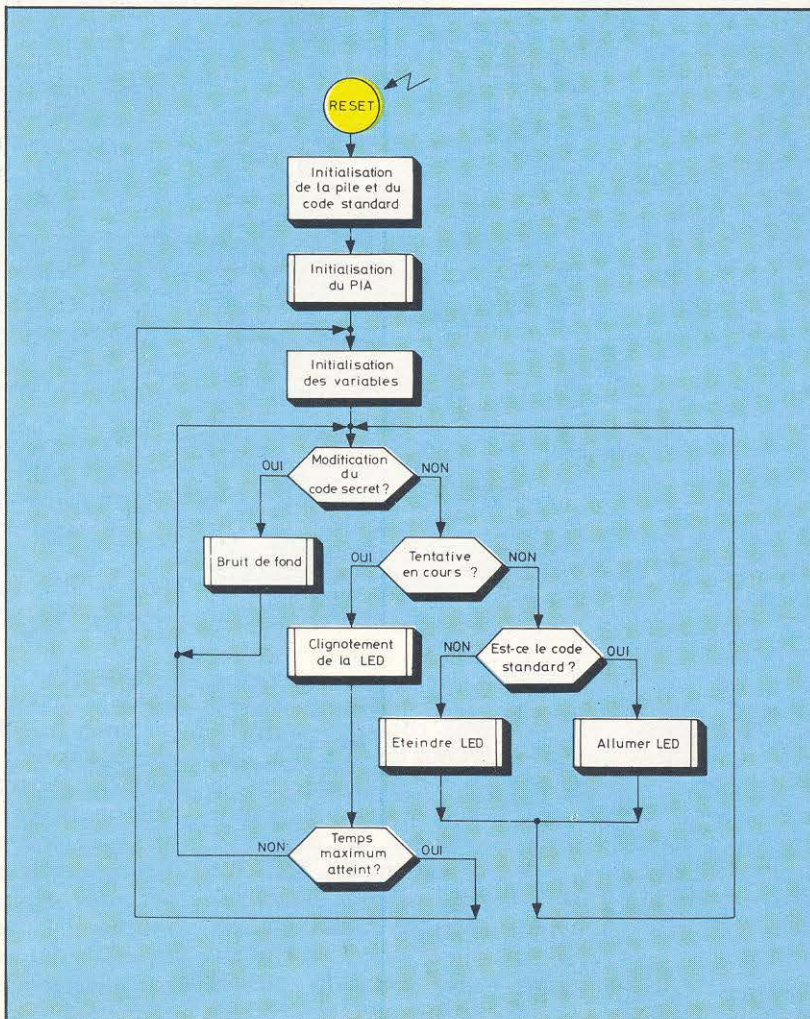 RESET
Initialisation
de la pile et du
code standard
Initialisation
du PIA
Initialisation
des variables
OUI
Moditication
du
code secret ?
NON
Bruit de fond
OUI
Tentative
en cours ?
NON
Clignotement
de la LED
NON
Est-ce le code
standard ?
OUI
Eteindre LED
Allumer LED
NON
Temps
maximum
atteint ?
OUI